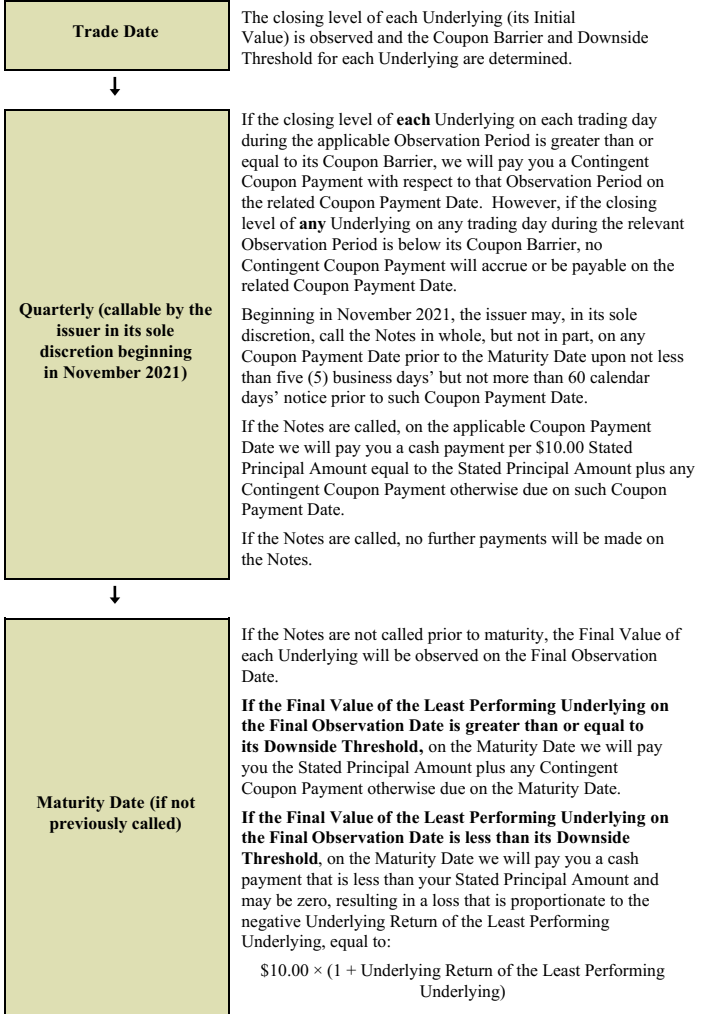 Trade Date
The closing level of each Underlying (its Initial
Value) is observed and the Coupon Barrier and Downside
Threshold for each Underlying are determined.
Quarterly (callable by the
issuer in its sole
discretion beginning
in November 2021)
If the closing level of each Underlying on each trading day
during the applicable Observation Period is greater than or
equal to its Coupon Barrier, we will pay you a Contingent
Coupon Payment with respect to that Observation Period on
the related Coupon Payment Date. However, if the closing
level of any Underlying on any trading day during the relevant
Observation Period is below its Coupon Barrier, no
Contingent Coupon Payment will accrue or be payable on the
related Coupon Payment Date.
Beginning in November 2021, the issuer may, in its sole
discretion, call the Notes in whole, but not in part, on any
Coupon Payment Date prior to the Maturity Date upon not less
than five (5) business days’ but not more than 60 calendar
days’ notice prior to such Coupon Payment Date.
If the Notes are called, on the applicable Coupon Payment
Date we will pay you a cash payment per $10.00 Stated
Principal Amount equal to the Stated Principal Amount plus any
Contingent Coupon Payment otherwise due on such Coupon
Payment Date.
If the Notes are called, no further payments will be made on
the Notes.
Maturity Date (if not
previously called)
If the Notes are not called prior to maturity, the Final Value of
each Underlying will be observed on the Final Observation
Date.
If the Final Value of the Least Performing Underlying on
the Final Observation Date is greater than or equal to
its Downside Threshold, on the Maturity Date we will pay
you the Stated Principal Amount plus any Contingent
Coupon Payment otherwise due on the Maturity Date.
If the Final Value of the Least Performing Underlying on
the Final Observation Date is less than its Downside
Threshold, on the Maturity Date we will pay you a cash
payment that is less than your Stated Principal Amount and
may be zero, resulting in a loss that is proportionate to the
negative Underlying Return of the Least Performing
Underlying, equal to:
$10.00 × (1 + Underlying Return of the Least Performing
Underlying)